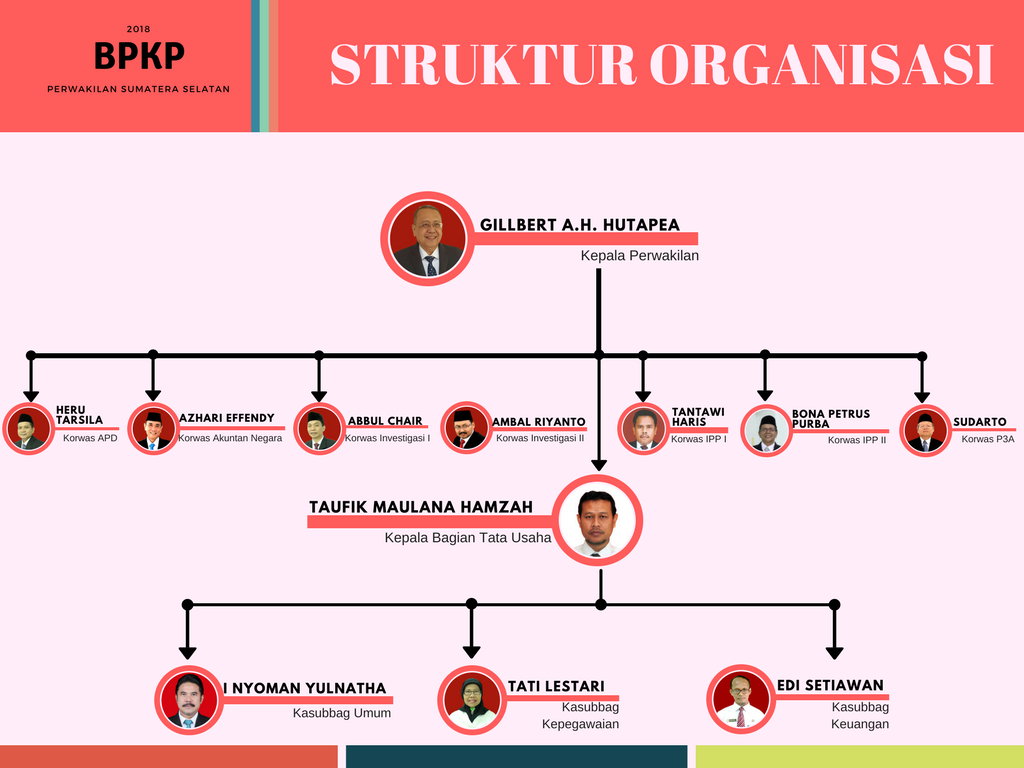 2018
BPKP
PERWAKILAN SUMATERA SELATAN
STRUKTUR ORGANISASI
GILLBERT A.H. HUTAPEA
Kepala Perwakilan
HERU
TARSILA
Korwas APD
AZHARI EFFENDY
Korwas Akuntan Negara
ABBUL CHAIR
Korwas Investigasi I
AMBAL RIYANTO
Korwas Investigasi II
TANTAWI
HARIS
Korwas IPP I
BONA PETRUS
PURBA
Korwas IPP II
SUDARTO
Korwas P3A
TAUFIK MAULANA HAMZAH
Kepala Bagian Tata Usaha
I NYOMAN YULNATHA
Kasubbag Umum
TATI LESTARI
Kasubbag
Kepegawaian
EDI SETIAWAN
Kasubbag
Keuangan